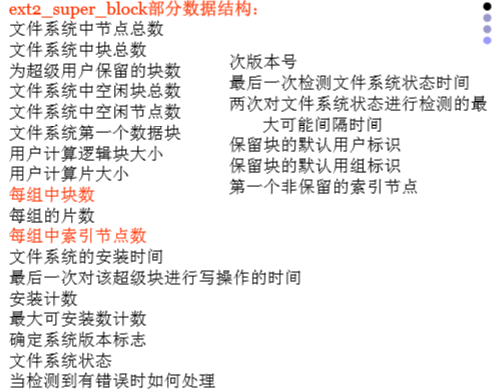 ext2_super_block部分数据结构：
文件系统中节点总数
文件系统中块总数
为超级用户保留的块数
文件系统中空闲块总数
文件系统中空闲节点数
文件系统第一个数据块
用户计算逻辑块大小
用户计算片大小
每组中块数
每组的片数
每组中索引节点数
文件系统的安装时间
最后一次对该超级块进行写操作的时间
安装计数
最大可安装数计数
确定系统版本标志
文件系统状态
当检测到有错误时如何处理
次版本号
最后一次检测文件系统状态时间
两次对文件系统状态进行检测的最
大可能间隔时间
保留块的默认用户标识
保留块的默认用组标识
第一个非保留的索引节点